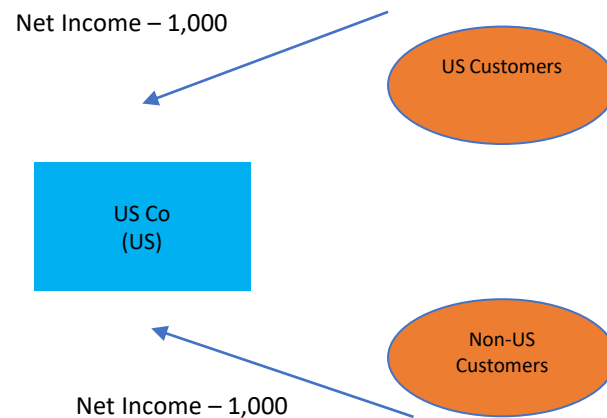 Net Income – 1,000
US Customers
US Co
(US)
Non-US
Customers
Net Income – 1,000